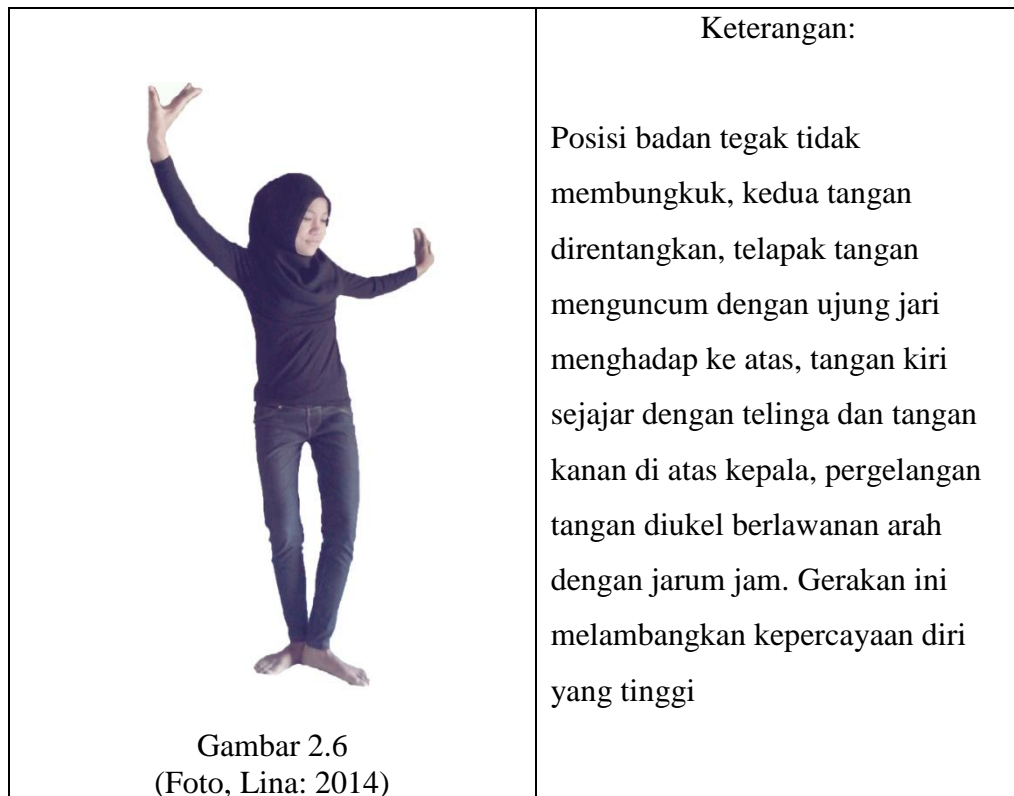 Keterangan:
Posisi badan tegak tidak
membungkuk, kedua tangan
direntangkan, telapak tangan
menguncum dengan ujung jari
menghadap ke atas, tangan kiri
sejajar dengan telinga dan tangan
kanan di atas kepala, pergelangan
tangan diukel berlawanan arah
dengan jarum jam. Gerakan ini
melambangkan kepercayaan diri
yang tinggi
Gambar 2.6
(Foto, Lina: 2014)